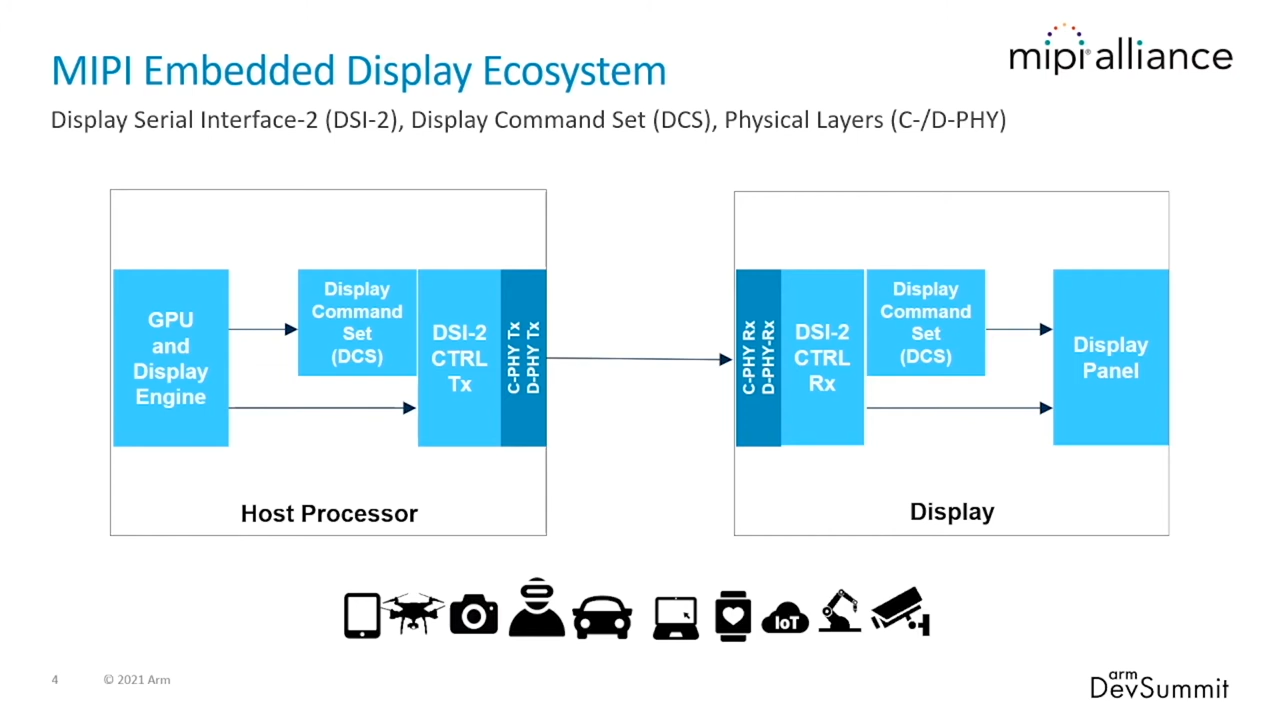 mipi® alliance
MIPI Embedded Display Ecosystem
Display Serial Interface-2 (DSI-2), Display Command Set (DCS), Physical Layers (C-/D-PHY)
GPU
and
Display
Engine
Display
Command
Set
(DCS)
DSI-2
CTRL
Tx
C-PHY Tx
D-PHY Tx
Host Processor
C-PHY Rx
D-PHY-Rx
DSI-2
CTRL
Rx
Display
Command
Set
(DCS)
Display
Panel
Display
IoT
4
© 2021 Arm
arm
DevSummit